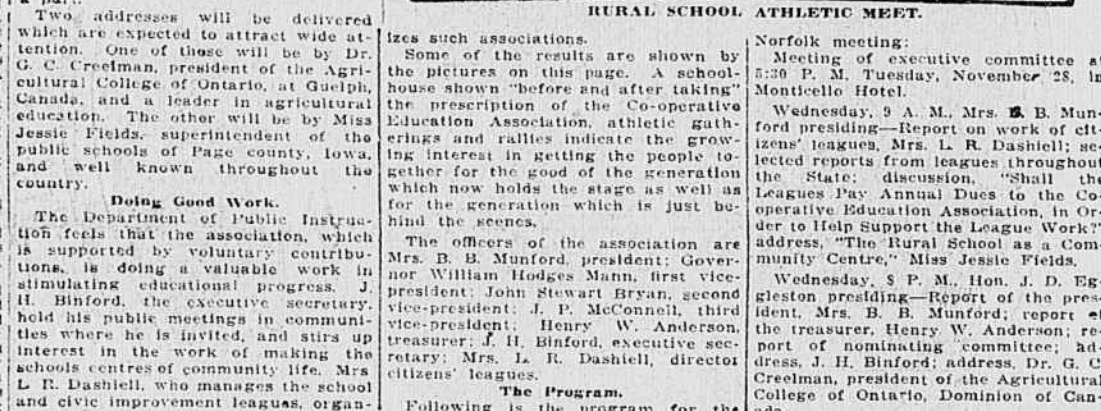 Two addresses will be delivered
which are expected to attract wide at-
tention. One of those will be by Dr.
G. C. Creelman, president of the Agri-
cultural College of Ontario, at Guelph,
Canada, and a leader in agricultural
education. The other will be by Miss
Jessie Fields, superintendent of the
public schools of Page county, Iowa,
and well known throughout the
country.
Doing Good Work.
The Department of Public Instruc-
tion feels that the association, which
is supported by voluntary contribu-
tions, is doing a valuable work in
stimulating educational progress. J.
H. Binford, the executive secretary,
hold his public meetings in communi-
ties where he is invited, and stirs up
interest in the work of making the
schools centres of community life. Mrs
L. R. Dashiell, who manages the school
and civic improvement leagues, organ-
RURAL SCHOOL ATHLETIC MEET.
izes such associations.
Some of the results are shown by
the pictures on this page. A school-
house shown "before and after taking"
the prescription of the Co-operative
Education Association, athletic gath-
erings and rallies indicate the grow-
ing interest in getting the people to-
gether for the good of the generation
which now holds the stage as well as
for the generation which is just be-
hind the scenes.
The officers of the association are
Mrs. B. B. Munford, president; Gover-
nor William Hodges Mann, first vice-
president; John Stewart Bryan, second
vice-president; J. P. McConnell, third
vice-president; Henry W. Anderson,
treasurer; J. H. Binford, executive sec-
retary; Mrs. L. R. Dashiell, director
citizens' leagues.
The Program.
Following is the program for the
Norfolk meeting:
Meeting of executive committee at
5:30 P. M. Tuesday, November 28, in
Monticello Hotel.
Wednesday, 9 A. M., Mrs. B. B. Mun-
ford presiding—Report on work of cit-
izens' leagues, Mrs. L. R. Dashiell; se-
lected reports from leagues throughout
the State; discussion, "Shall the
Leagues Pay Annual Dues to the Co-
operative Education Association, in Or-
der to Help Support the League Work?"
address, "The Rural School as a Com-
munity Centre," Miss Jessie Fields.
Wednesday, 8 P. M., Hon. J. D. Eg-
gleston presiding—Report of the pres-
ident, Mrs. B. B. Munford; report of
the treasurer, Henry W. Anderson; re-
port of nominating committee; ad-
dress, J. H. Binford; address, Dr. G. C
Creelman, president of the Agricultural
College of Ontario, Dominion of Can-